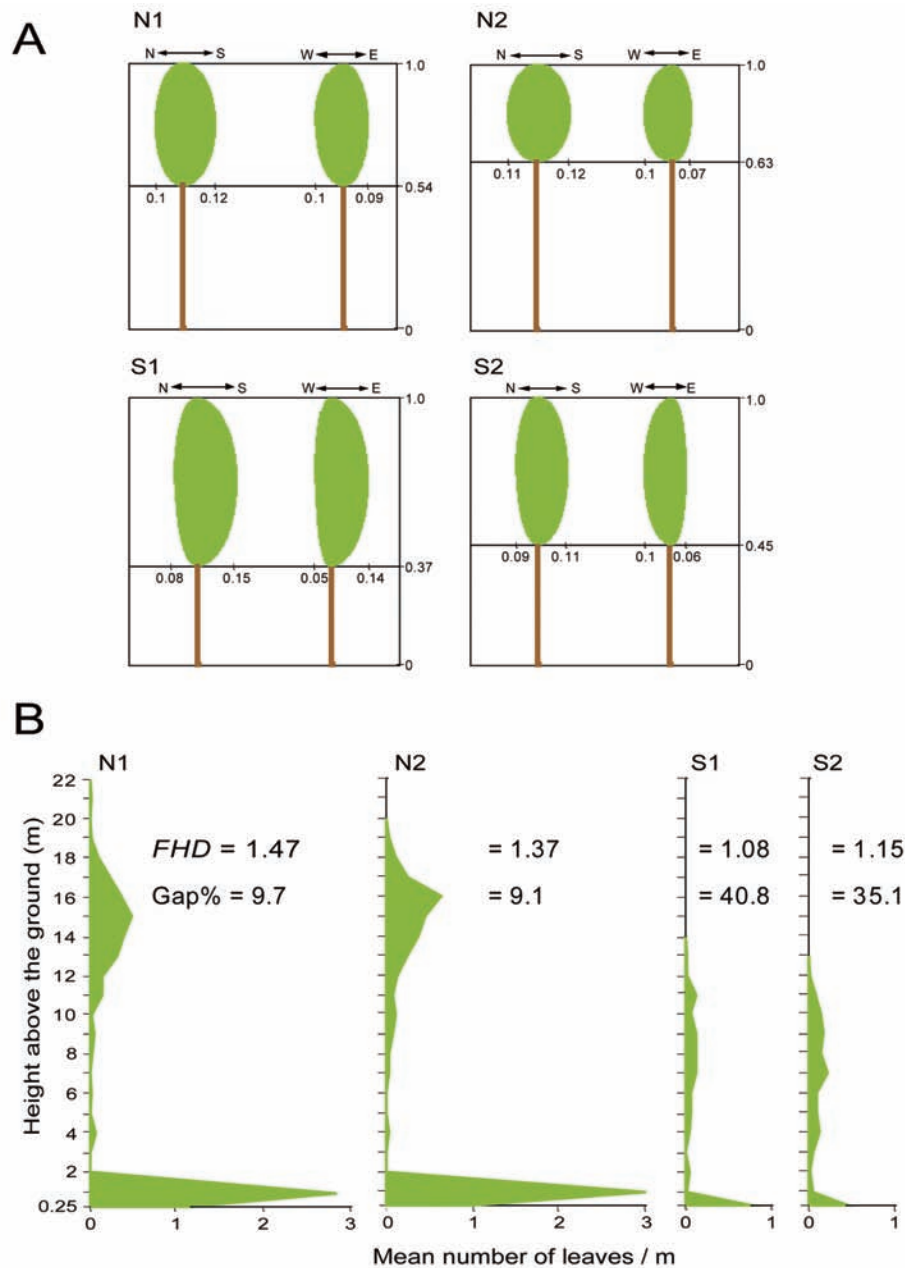 A
N1
N S W E
1.0
0.54
0.1 0.12 0.1 0.09
0
N2
N S W E
1.0
0.63
0.11 0.12 0.1 0.07
0
S1
N S W E
1.0
0.37
0.08 0.15 0.05 0.14
0
S2
N S W E
1.0
0.45
0.09 0.11 0.1 0.06
0
B
N1 N2 S1 S2
Height above the ground (m)
22
20
18
16
14
12
10
8
6
4
2
0.25
FHD = 1.47 = 1.37 = 1.08 = 1.15
Gap% = 9.7 = 9.1 = 40.8 = 35.1
0 1 2 3 0 1 2 3 0 1 0 1
Mean number of leaves / m